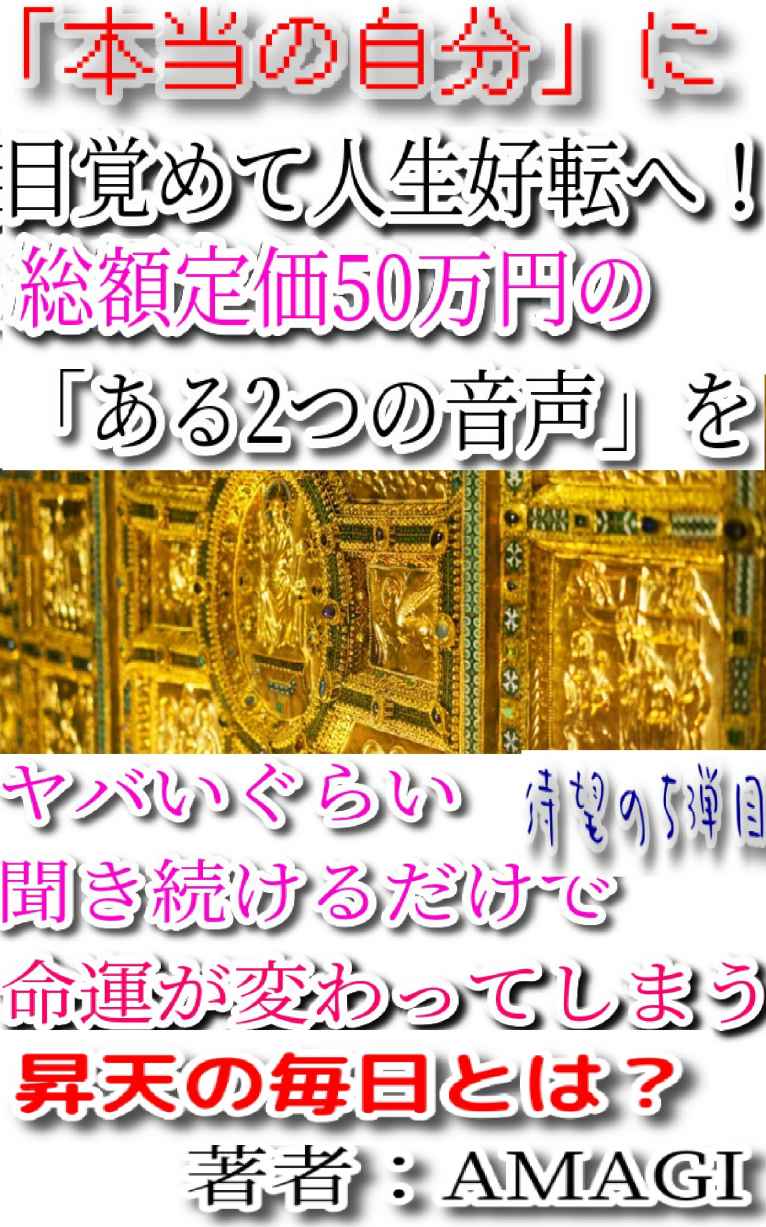 「本当の自分」に
目覚めて人生好転へ！
総額定価50万円の
「ある2つの音声」を
ヤバいぐらい
待望の5弾目
聞き続けるだけで
命運が変わってしまう
昇天の毎日とは？
著者：AMAGI